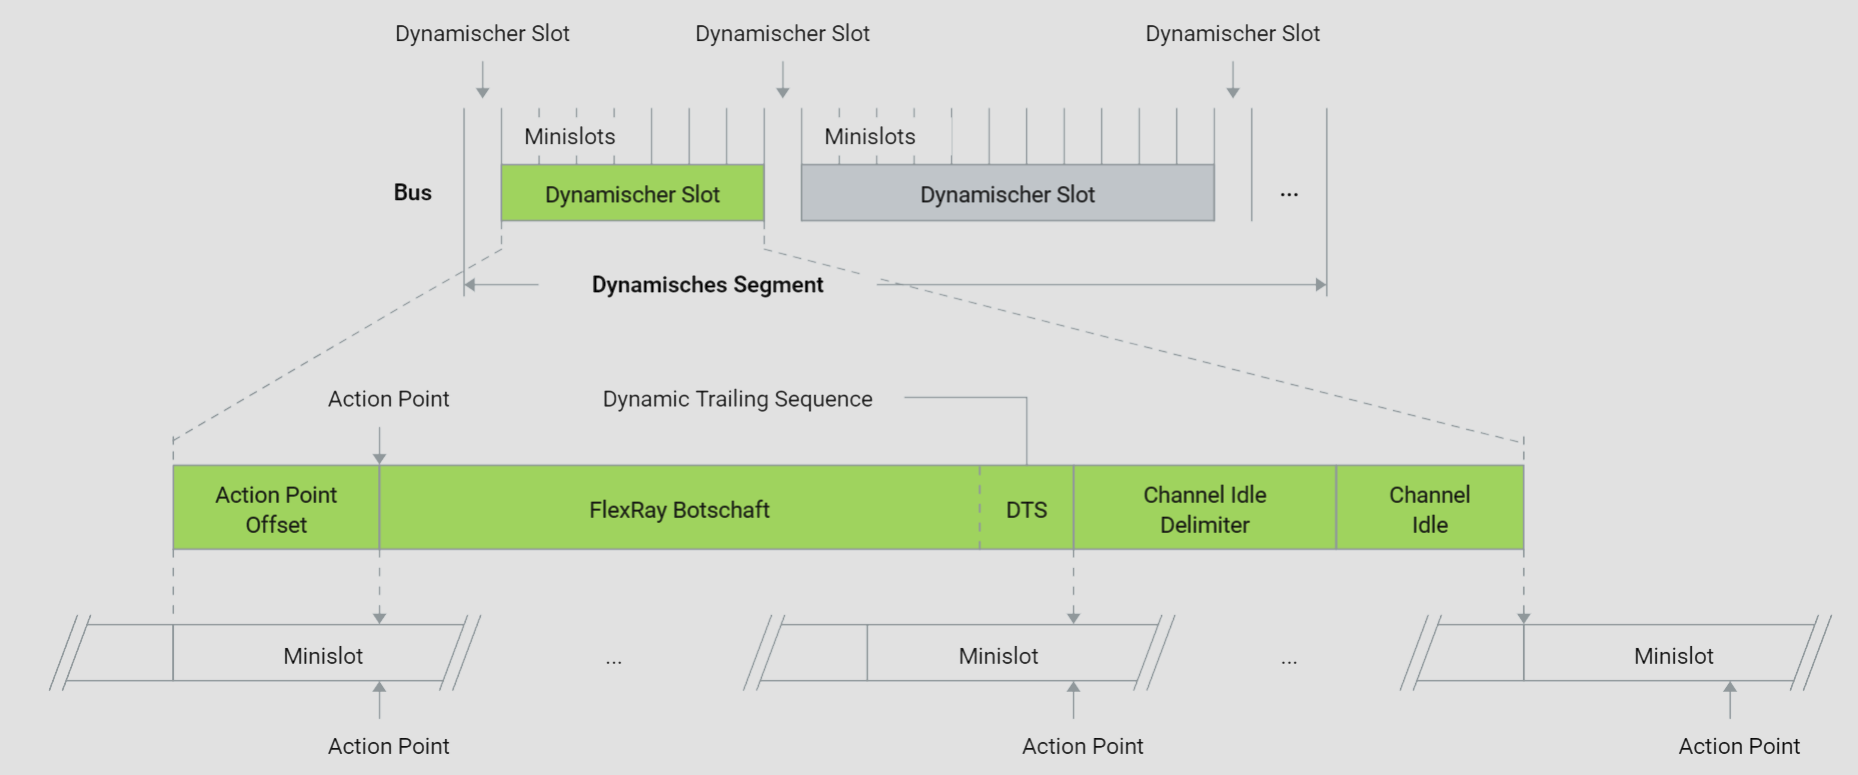 Dynamischer Slot
Dynamischer Slot
Dynamischer Slot
Minislots
Minislots
Bus
Dynamischer Slot
Dynamischer Slot
...
Dynamisches Segment
Action Point
Dynamic Trailing Sequence
Action Point
Offset
FlexRay Botschaft
DTS
Channel Idle
Delimiter
Channel
Idle
Minislot
...
Minislot
...
Minislot
Action Point
Action Point
Action Point